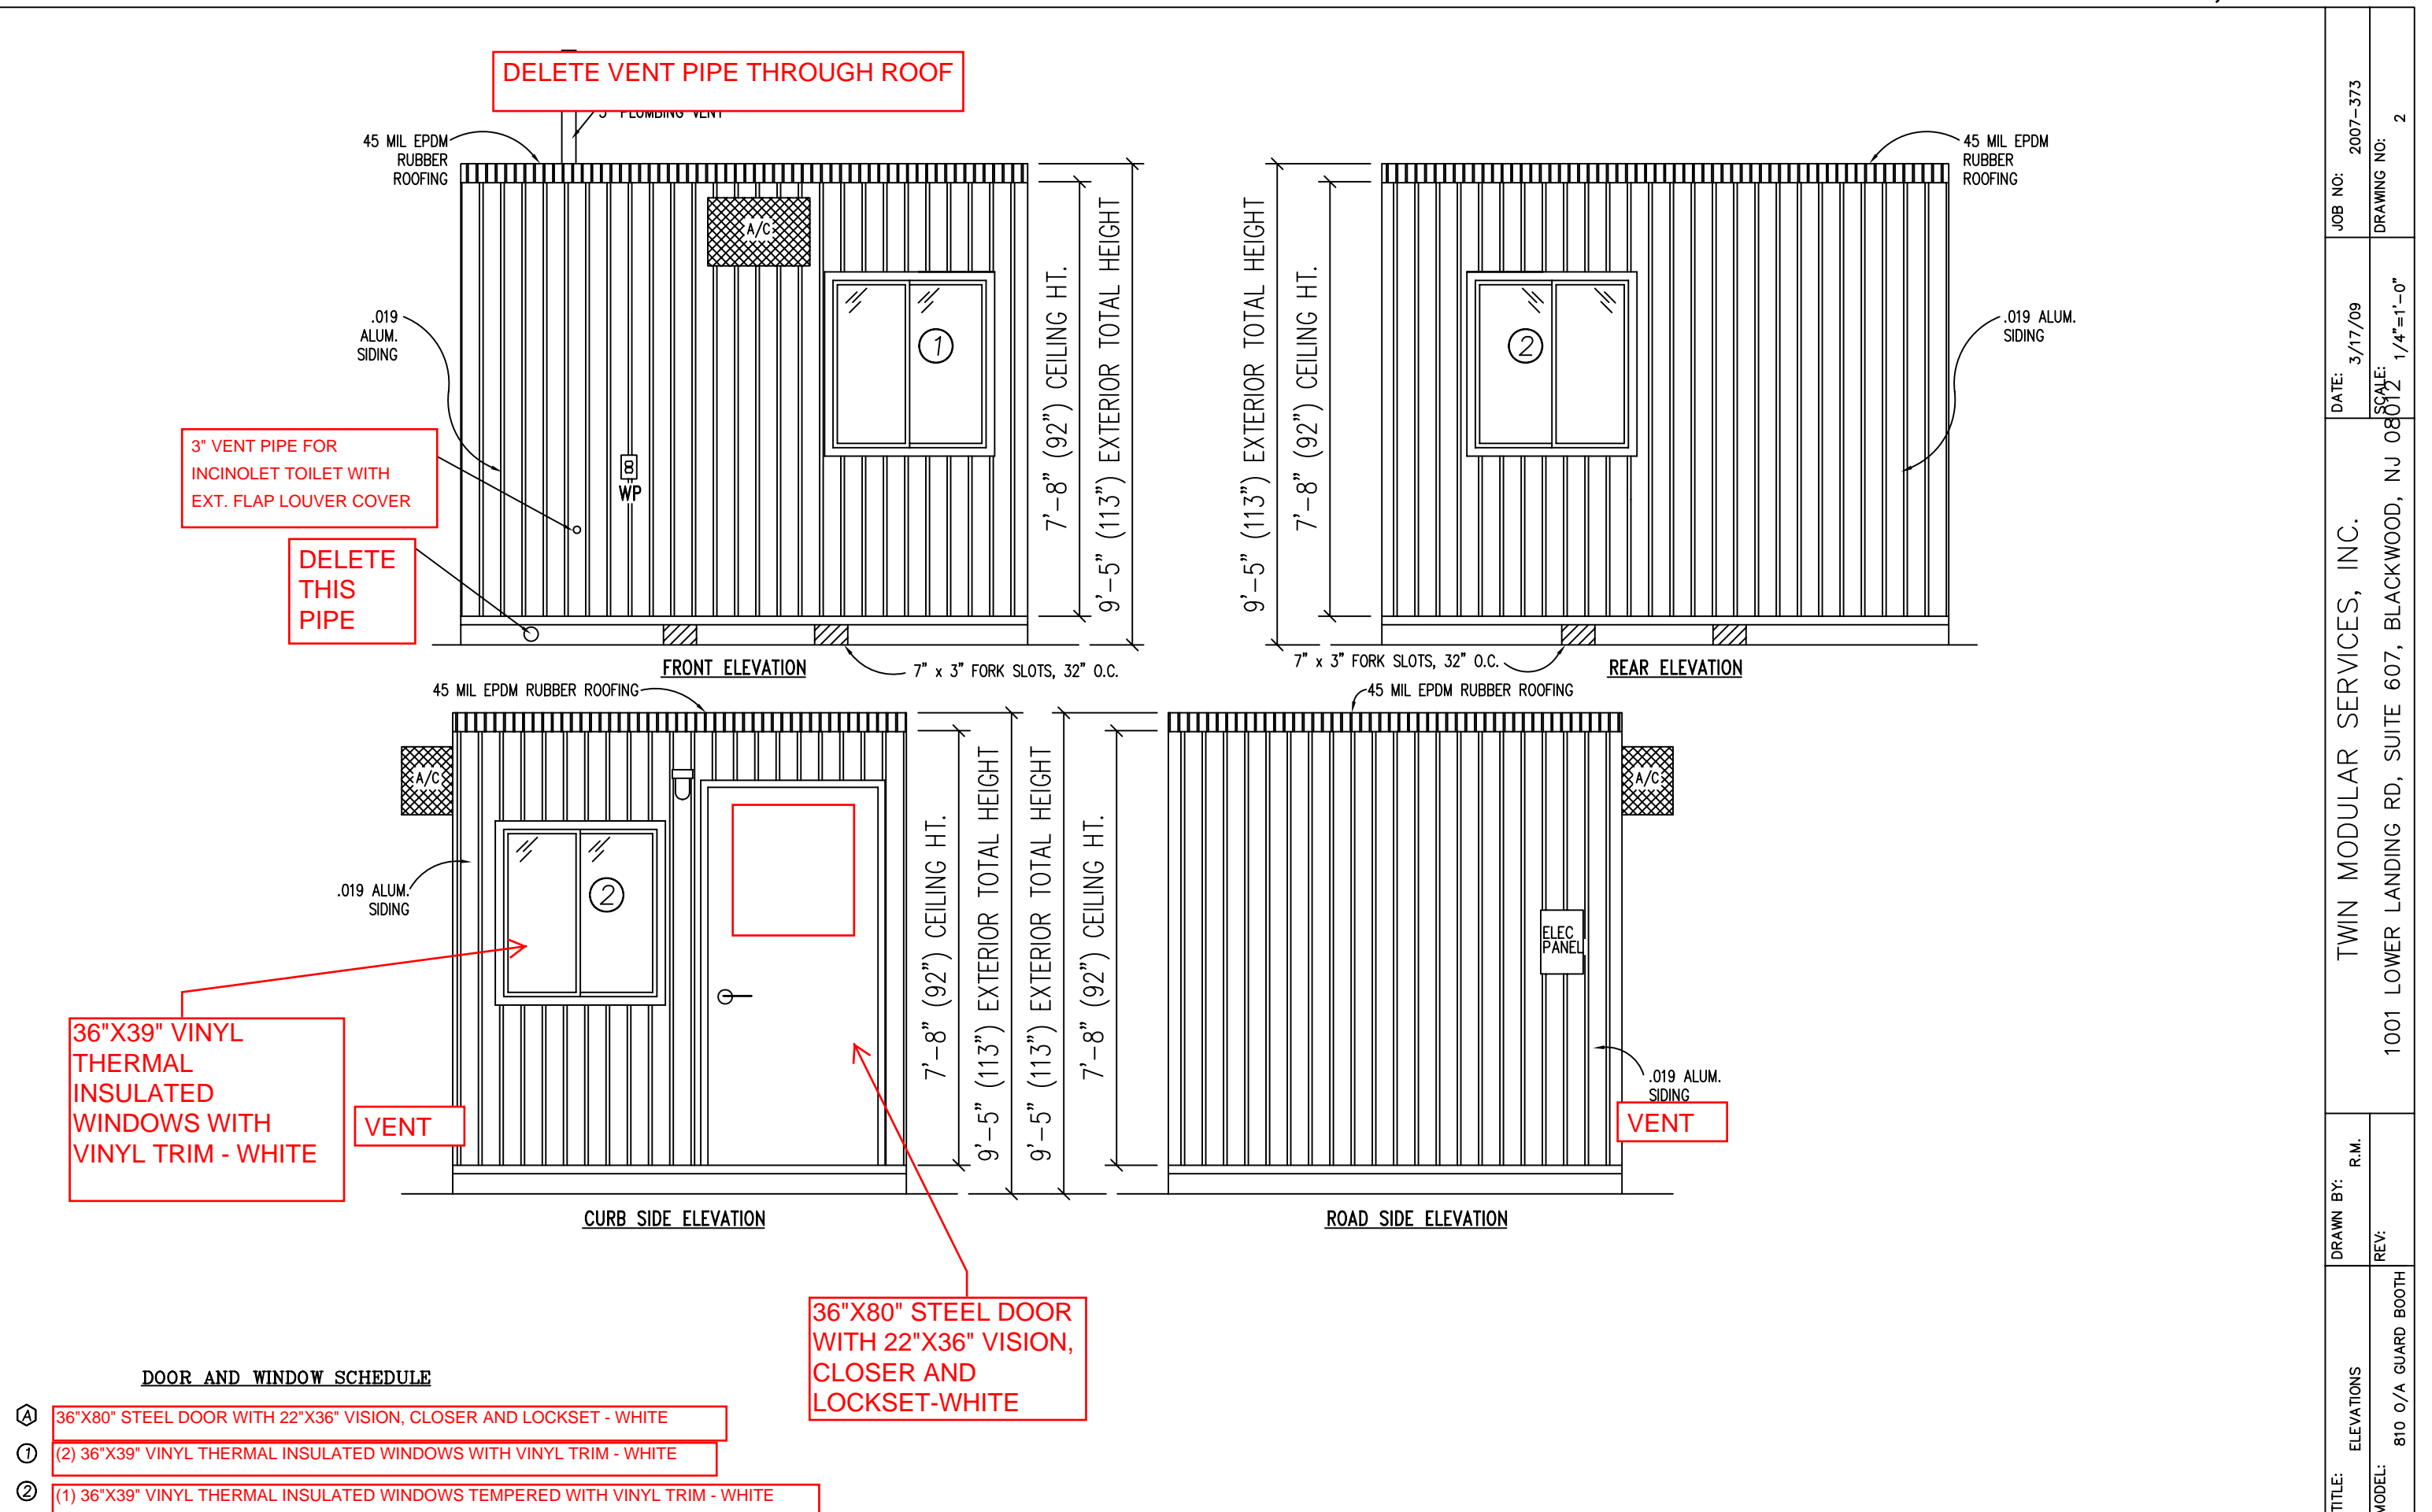 DELETE VENT PIPE THROUGH ROOF
3" PLUMBING VENT
45 MIL EPDM
RUBBER
ROOFING
A/C
1
.019
ALUM.
SIDING
3" VENT PIPE FOR
INCINOLET TOILET WITH
EXT. FLAP LOUVER COVER
WP
DELETE
THIS
PIPE
7'-8" (92") CEILING HT.
9'-5" (113") EXTERIOR TOTAL HEIGHT
FRONT ELEVATION
7" x 3" FORK SLOTS, 32" O.C.
9'-5" (113") EXTERIOR TOTAL HEIGHT
7'-8" (92") CEILING HT.
2
45 MIL EPDM
RUBBER
ROOFING
.019 ALUM.
SIDING
7" x 3" FORK SLOTS, 32" O.C.
REAR ELEVATION
45 MIL EPDM RUBBER ROOFING
A/C
2
.019 ALUM.
SIDING
36"X39" VINYL
THERMAL
INSULATED
WINDOWS WITH
VINYL TRIM - WHITE
VENT
7'-8" (92") CEILING HT.
9'-5" (113") EXTERIOR TOTAL HEIGHT
CURB SIDE ELEVATION
36"X80" STEEL DOOR
WITH 22"X36" VISION,
CLOSER AND
LOCKSET-WHITE
45 MIL EPDM RUBBER ROOFING
9'-5" (113") EXTERIOR TOTAL HEIGHT
7'-8" (92") CEILING HT.
A/C
ELEC
PANEL
.019 ALUM.
SIDING
VENT
ROAD SIDE ELEVATION
DOOR AND WINDOW SCHEDULE
A 36"X80" STEEL DOOR WITH 22"X36" VISION, CLOSER AND LOCKSET - WHITE
1 (2) 36"X39" VINYL THERMAL INSULATED WINDOWS WITH VINYL TRIM - WHITE
2 (1) 36"X39" VINYL THERMAL INSULATED WINDOWS TEMPERED WITH VINYL TRIM - WHITE
TITLE:
ELEVATIONS
MODEL:
810 O/A GUARD BOOTH
DRAWN BY:
R.M.
REV:
TWIN MODULAR SERVICES, INC.
1001 LOWER LANDING RD, SUITE 607, BLACKWOOD, NJ 08012
DATE:
3/17/09
SCALE:
1/4"=1'-0"
JOB NO:
2007-373
DRAWING NO:
2